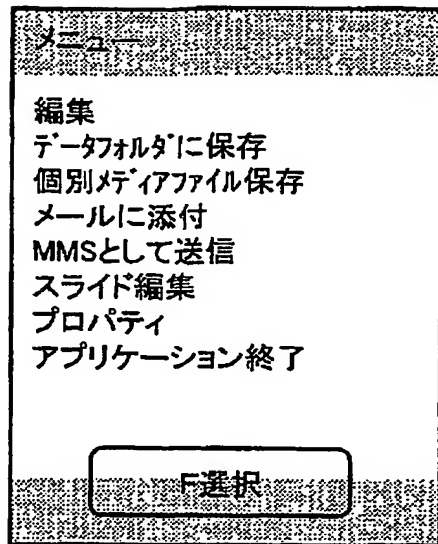 メニュー
編集
ﾃﾞｰﾀﾌｫﾙﾀﾞに保存
個別ﾒﾃﾞｨｱﾌｧｲﾙ保存
メールに添付
MMSとして送信
スライド編集
プロパティ
アプリケーション終了
F選択